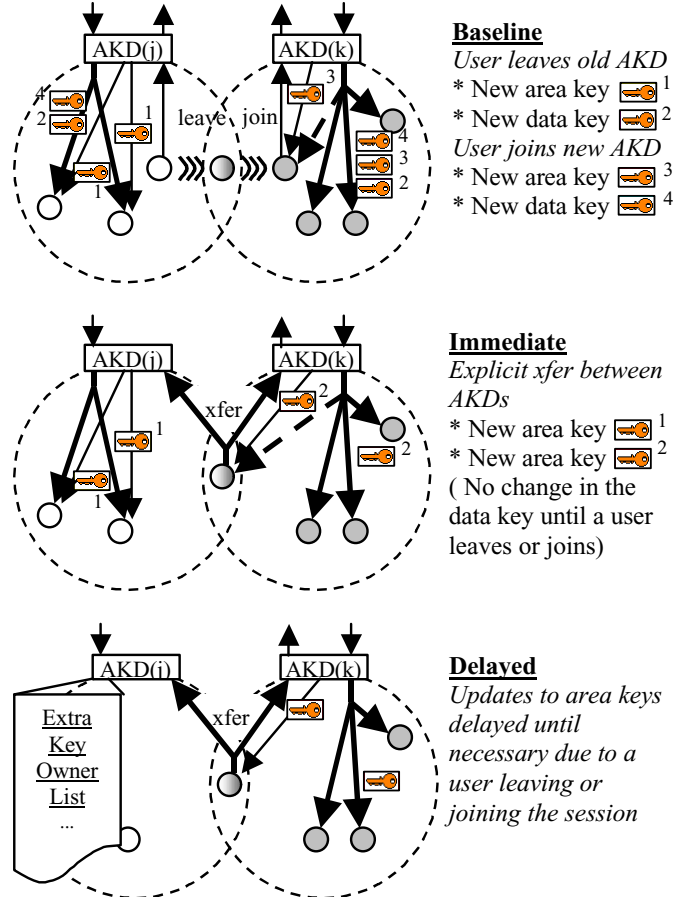 AKD(j)
AKD(k)
4
2
1
1
leave
join
3
4
3
2
Baseline
User leaves old AKD
* New area key 1
* New data key 2
User joins new AKD
* New area key 3
* New data key 4
AKD(j)
AKD(k)
xfer
1
1
2
2
Immediate
Explicit xfer between
AKDs
* New area key 1
* New area key 2
( No change in the
data key until a user
leaves or joins)
AKD(j)
AKD(k)
xfer
Extra
Key
Owner
List
...
Delayed
Updates to area keys
delayed until
necessary due to a
user leaving or
joining the session